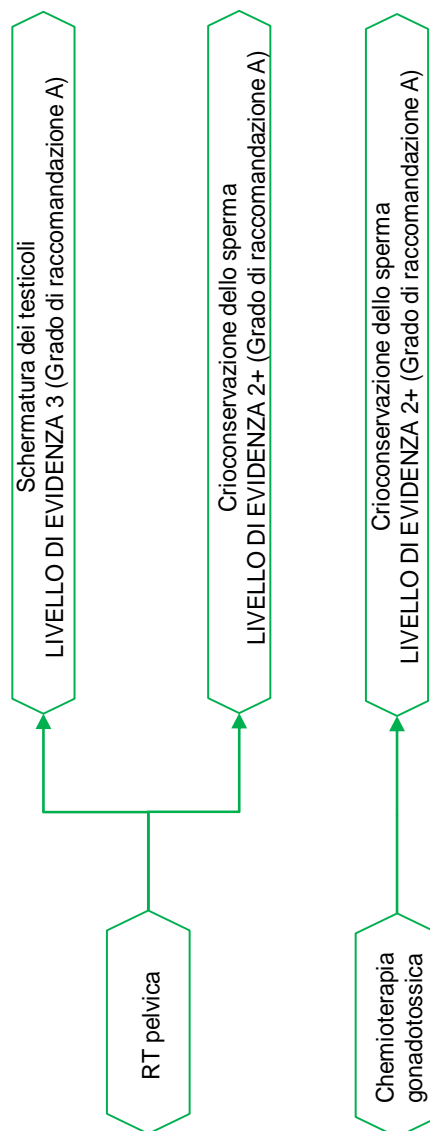 RT pelvica
Schermatura dei testicoli
LIVELLO DI EVIDENZA 3 (Grado di raccomandazione A)
Crioconservazione dello sperma
LIVELLO DI EVIDENZA 2+ (Grado di raccomandazione A)
Chemioterapia
gonadotossica
Crioconservazione dello sperma
LIVELLO DI EVIDENZA 2+ (Grado di raccomandazione A)